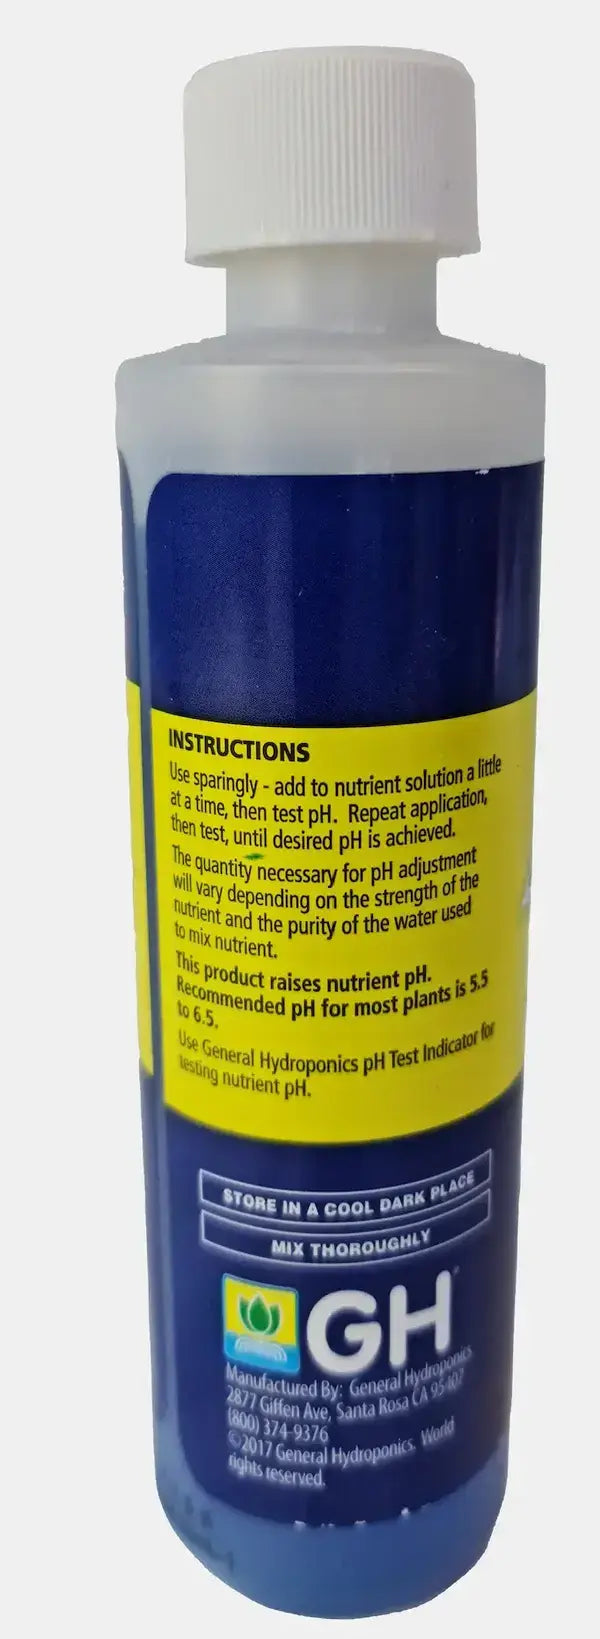 INSTRUCTIONS
Use sparingly - add to nutrient solution a little
at a time, then test pH. Repeat application,
then test, until desired pH is achieved.
The quantity necessary for pH adjustment
will vary depending on the strength of the
nutrient and the purity of the water used
to mix nutrient.
This product raises nutrient pH.
Recommended pH for most plants is 5.5
to 6.5.
Use General Hydroponics pH Test Indicator for
testing nutrient pH.
STORE IN A COOL DARK PLACE
MIX THOROUGHLY
GH
Manufactured By: General Hydroponics
2877 Giffen Ave, Santa Rosa CA 95407
(800) 374-9376
©2017 General Hydroponics. World
rights reserved.